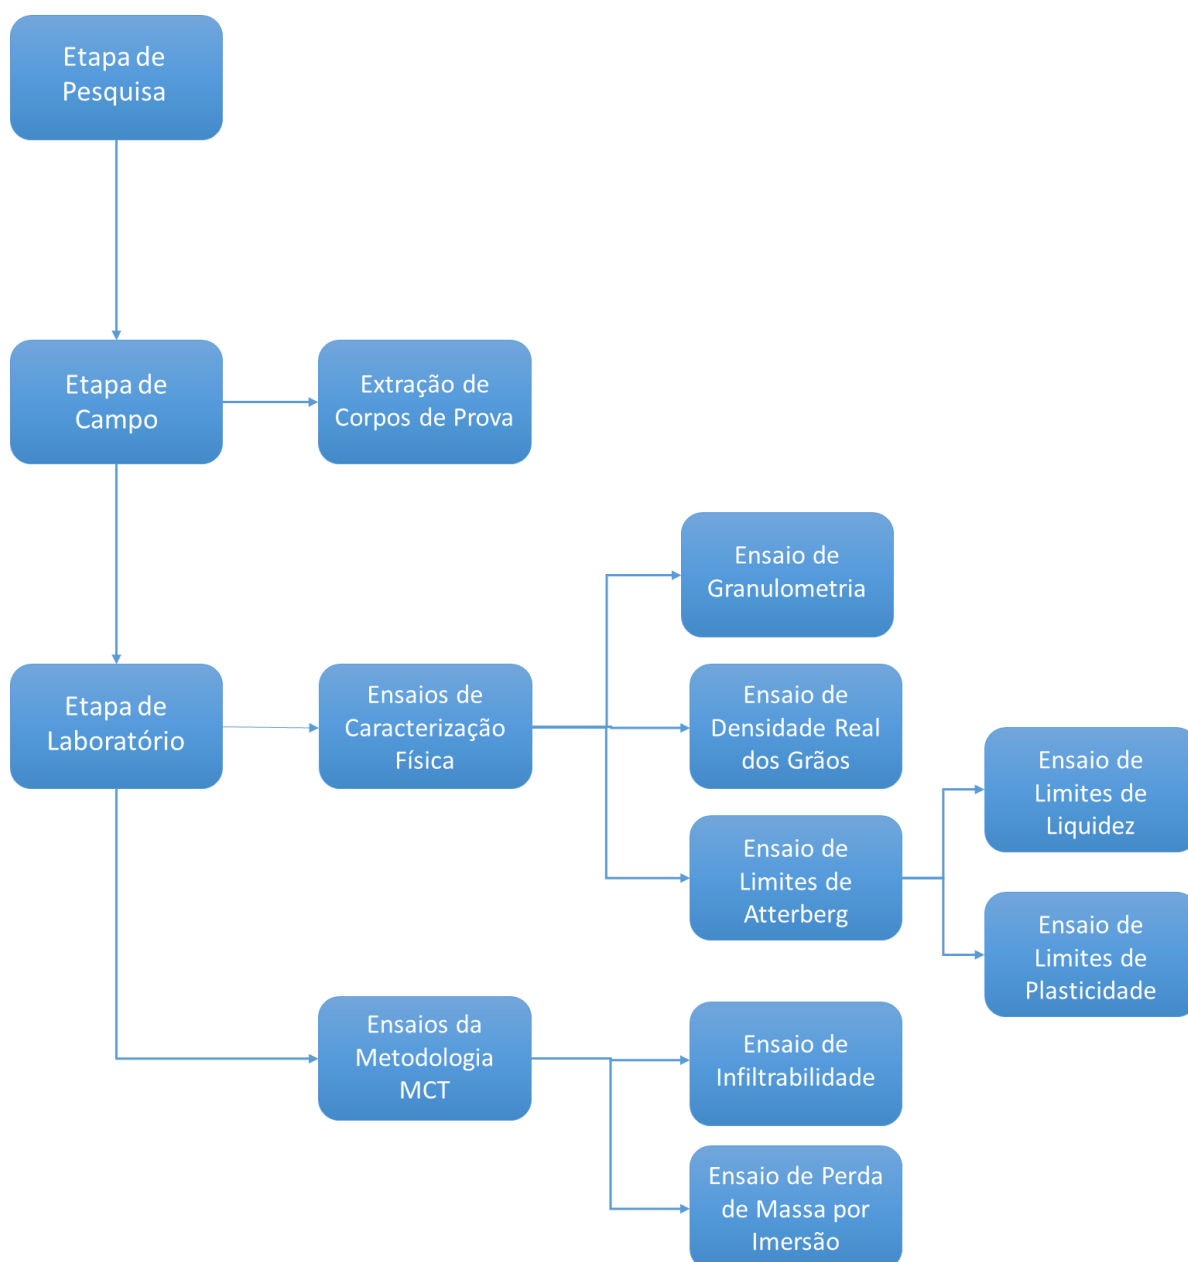 Etapa de
Pesquisa
Etapa de
Campo
Extração de
Corpos de Prova
Ensaio de
Granulometria
Etapa de
Laboratório
Ensaios de
Caracterização
Física
Ensaio de
Densidade Real
dos Grãos
Ensaio de
Limites de
Atterberg
Ensaio de
Limites de
Liquidez
Ensaio de
Limites de
Plasticidade
Ensaios da
Metodologia
MCT
Ensaio de
Infiltrabilidade
Ensaio de Perda
de Massa por
Imersão